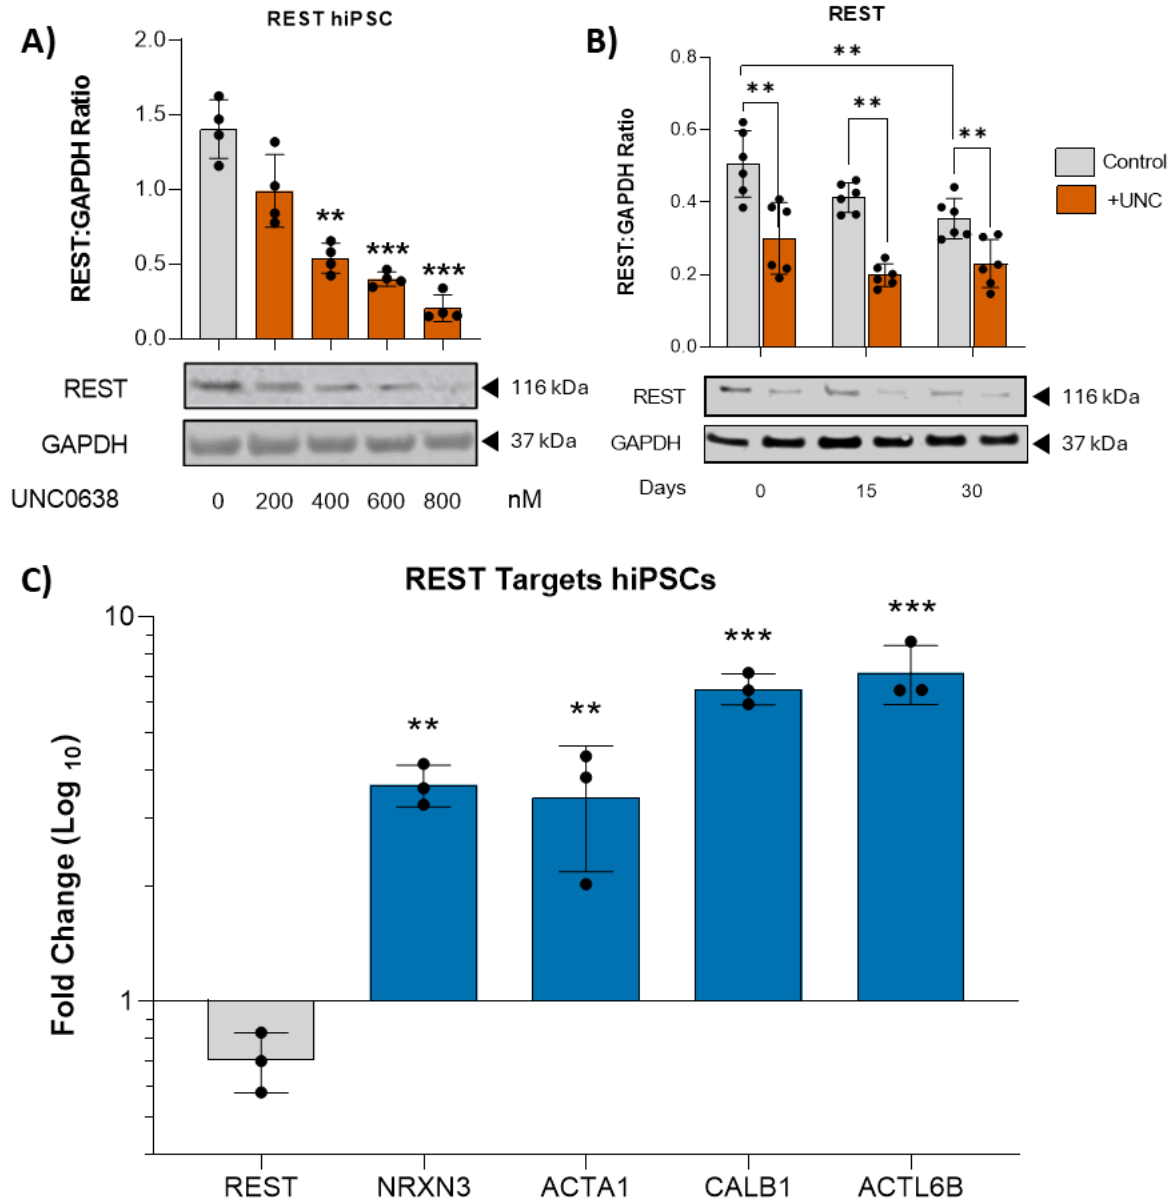 A)
REST hiPSC
REST:GAPDH Ratio
2.0
1.5
1.0
0.5
0.0
**
***
***
REST
116 kDa
GAPDH
37 kDa
UNC0638 0 200 400 600 800 nM
B)
REST
REST:GAPDH Ratio
0.8
0.6
0.4
0.2
0.0
**
**
**
**
Control
+UNC
REST
116 kDa
GAPDH
37 kDa
Days 0 15 30
C)
REST Targets hiPSCs
Fold Change (Log 10)
10
1
**
**
***
***
REST NRXN3 ACTA1 CALB1 ACTL6B